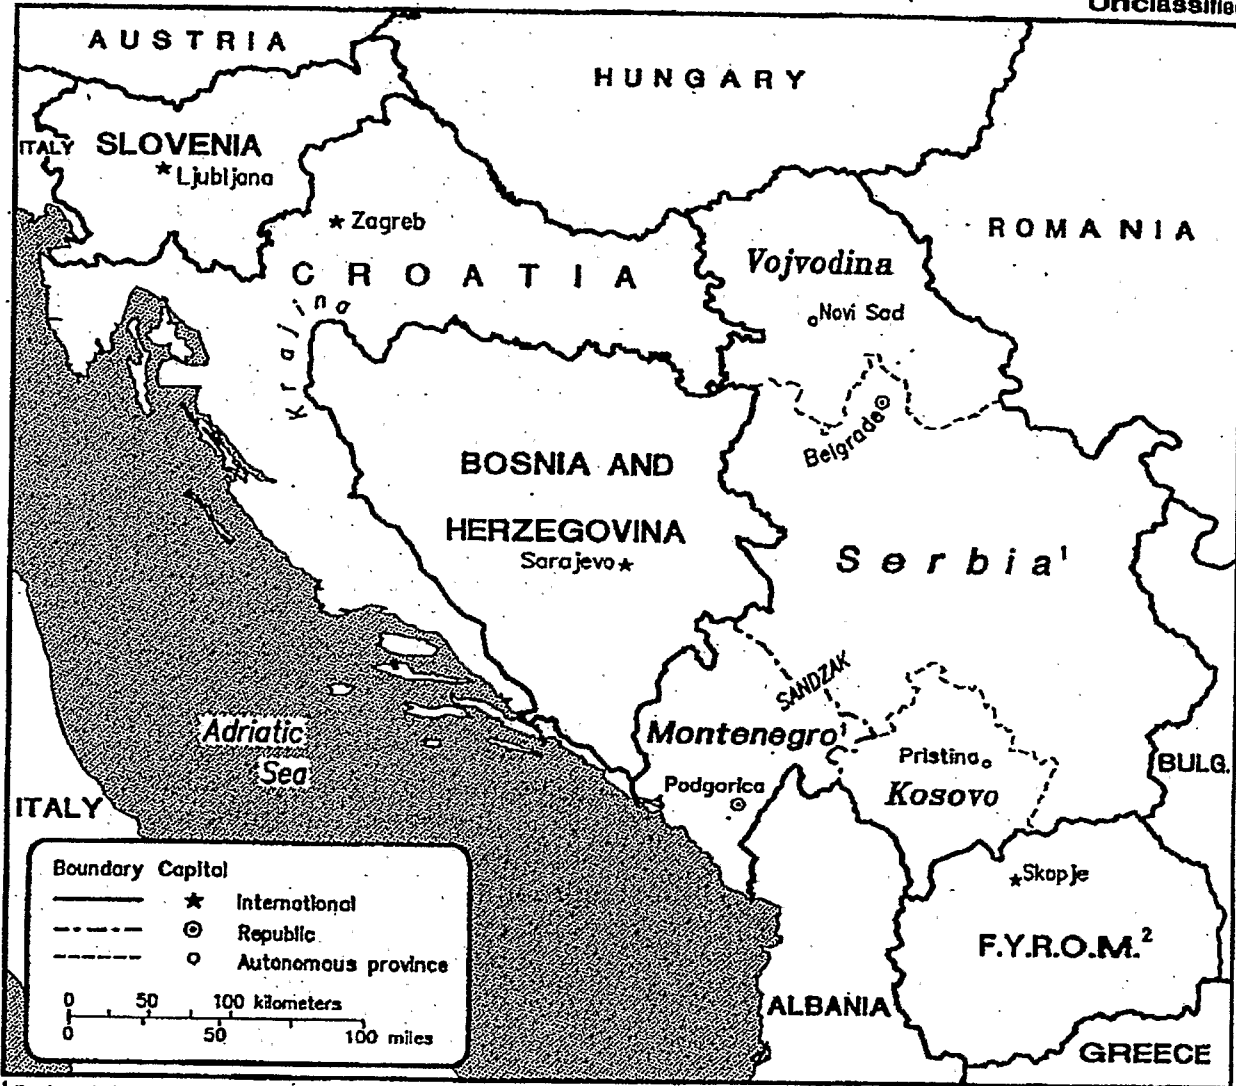 Unclassified
AUSTRIA
HUNGARY
ITALY
SLOVENIA
Ljubljana
Zagreb
ROMANIA
CROATIA
Vojvodina
Novi Sad
Krajina
Belgrade
BOSNIA AND
HERZEGOVINA
Sarajevo
Serbia¹
SANDZAK
Adriatic
Sea
Montenegro¹
Pristina
Kosovo
Podgorica
BULG.
ITALY
Skopje
F.Y.R.O.M.²
ALBANIA
GREECE
Boundary Capital
International
Republic
Autonomous province
0 50 100 kilometers
0 50 100 miles